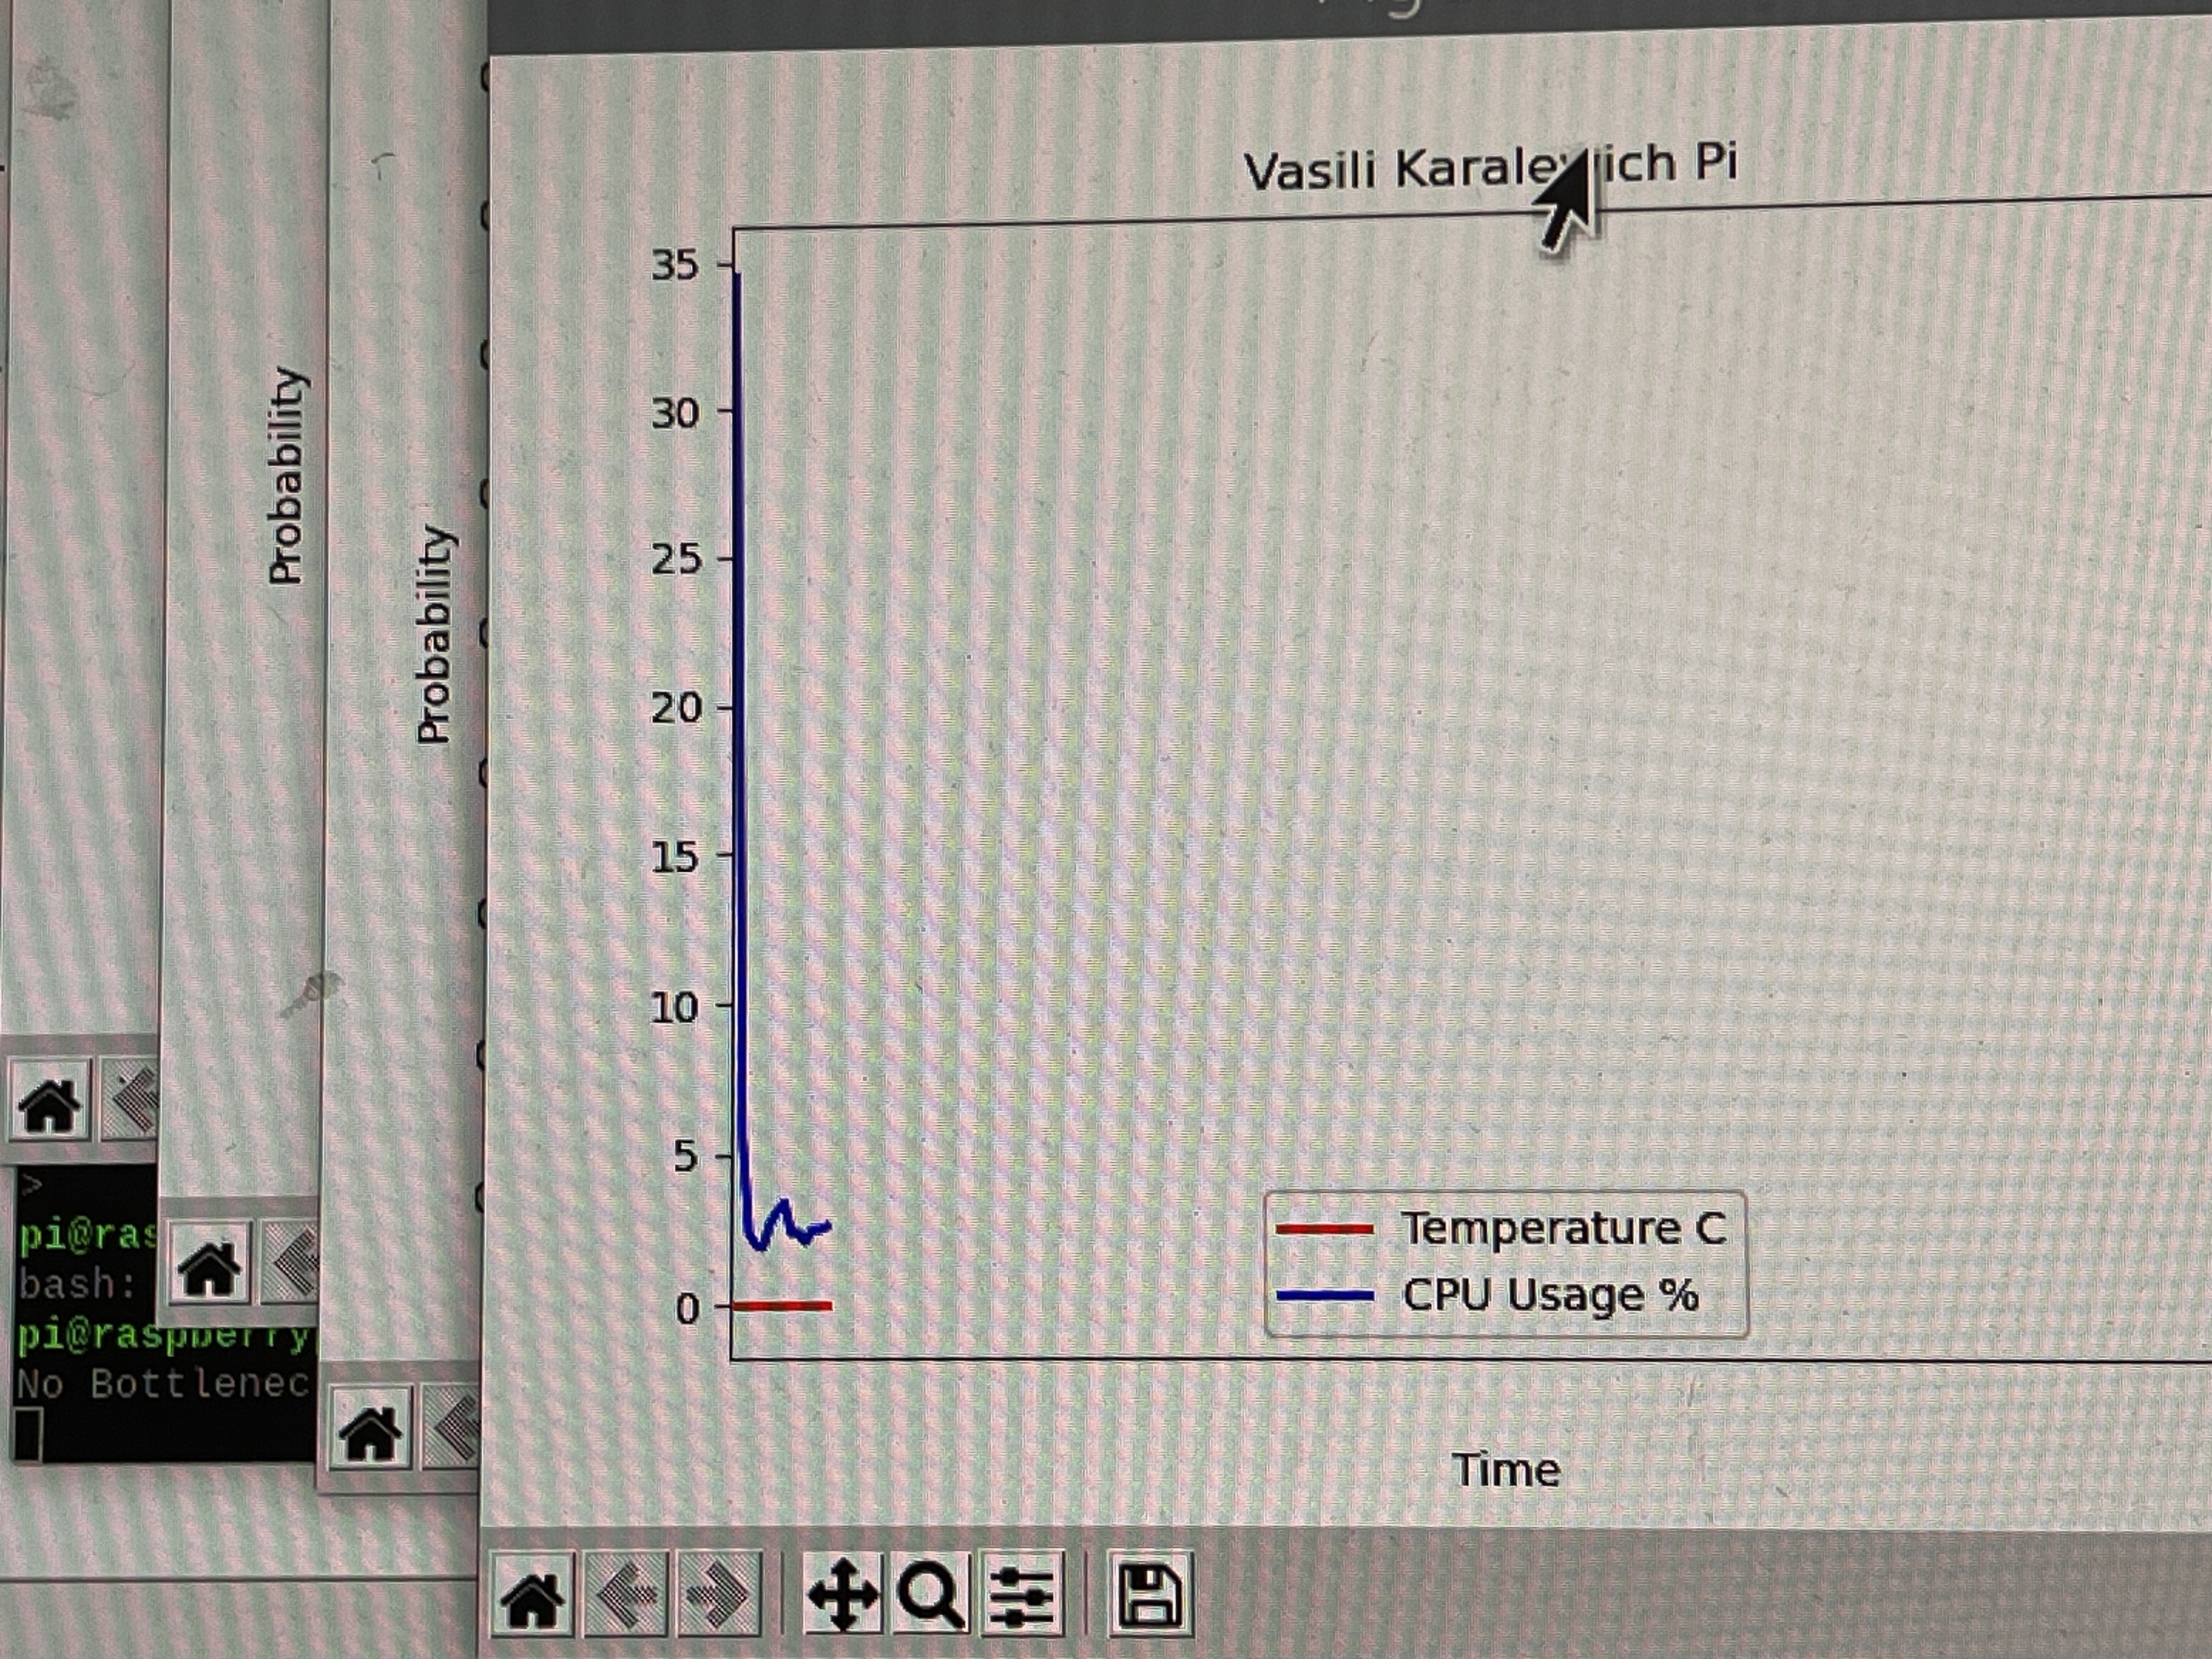 Vasili Karale ich Pi
35
30
25
20
15
10
5
0
Temperature C
CPU Usage %
Time
Probability
Probability
>
pi@ras
bash:
pi@raspberry
No Bottlenec